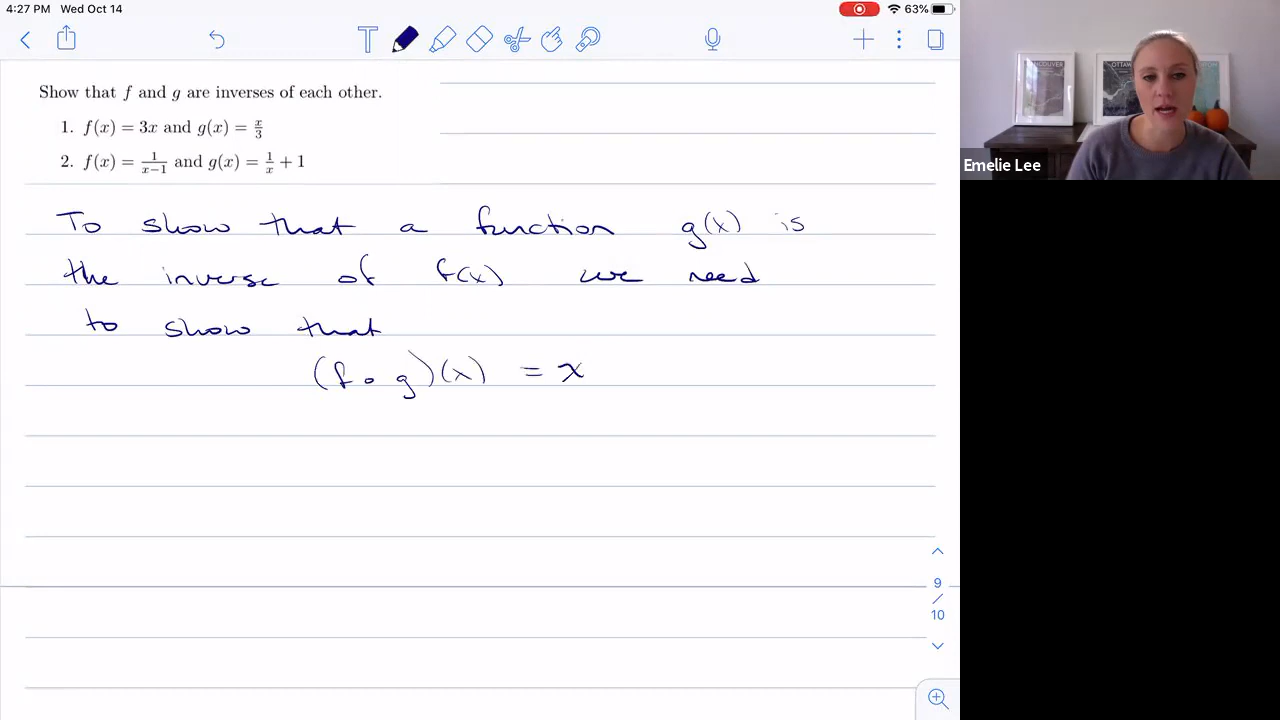 4:27 PM Wed Oct 14
63%
Show that f and g are inverses of each other.
1. f(x) = 3x and g(x) = x/3
2. f(x) = 1/(x−1) and g(x) = 1/x + 1
To show that a function g(x) is
the inverse of f(x) we need
to show that
(f ∘ g)(x) = x
9
/
10
VANCOUVER
OTTAWA
Emelie Lee